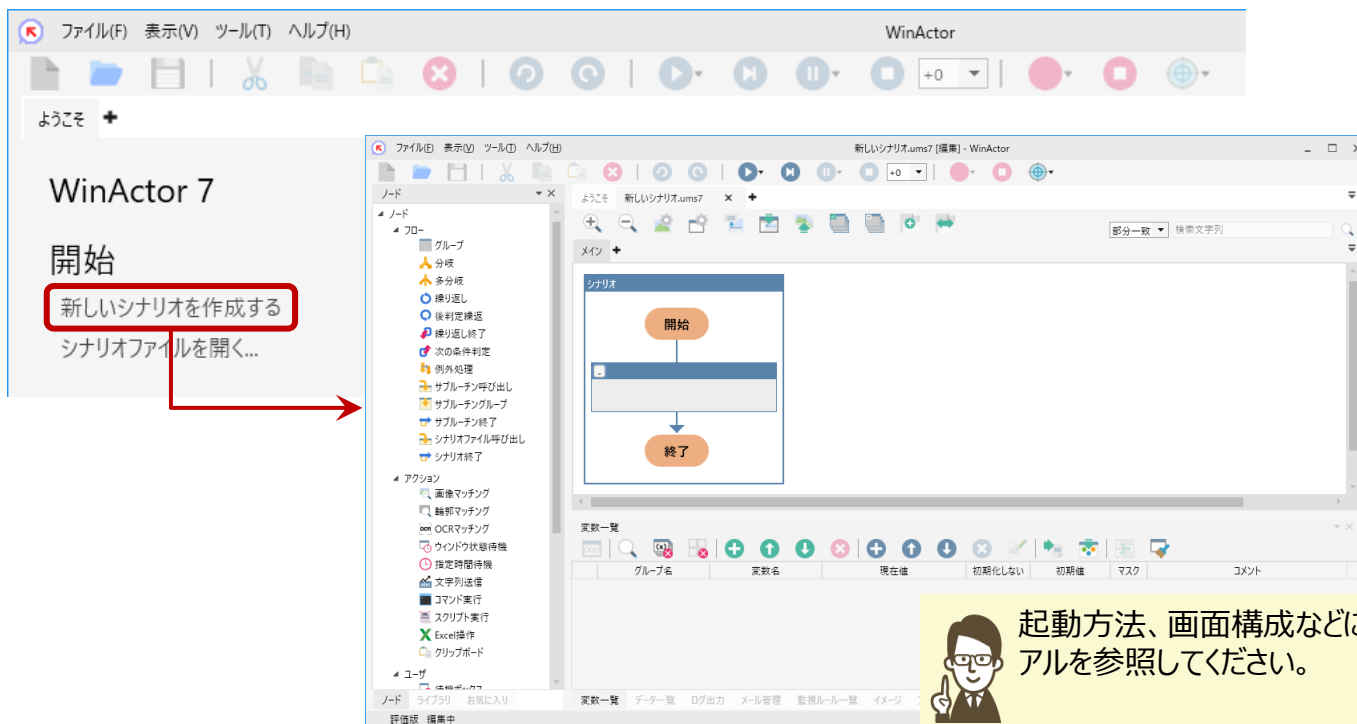 ファイル(F) 表示(V) ツール(T) ヘルプ(H)
WinActor
+0
ようこそ
WinActor 7
開始
新しいシナリオを作成する
シナリオファイルを開く...
ファイル(F) 表示(V) ツール(T) ヘルプ(H)
新しいシナリオ.ums7 [編集] - WinActor
+0
ノード
ノード
フロー
グループ
分岐
多分岐
繰り返し
後判定繰返
繰り返し終了
次の条件判定
例外処理
サブルーチン呼び出し
サブルーチングループ
サブルーチン終了
シナリオファイル呼び出し
シナリオ終了
アクション
画像マッチング
輪郭マッチング
OCRマッチング
ウィンドウ状態待機
指定時間待機
文字列送信
コマンド実行
スクリプト実行
Excel操作
クリップボード
ユーザ
待機ボックス
ノード ライブラリ お気に入り
評価版 編集中
ようこそ 新しいシナリオ.ums7
部分一致 検索文字列
メイン
シナリオ
開始
終了
変数一覧
グループ名 変数名 現在値 初期化しない 初期値 マスク コメント
変数一覧 データ一覧 ログ出力 メール管理 監視ルール一覧 イメージ
起動方法、画面構成などに
アルを参照してください。